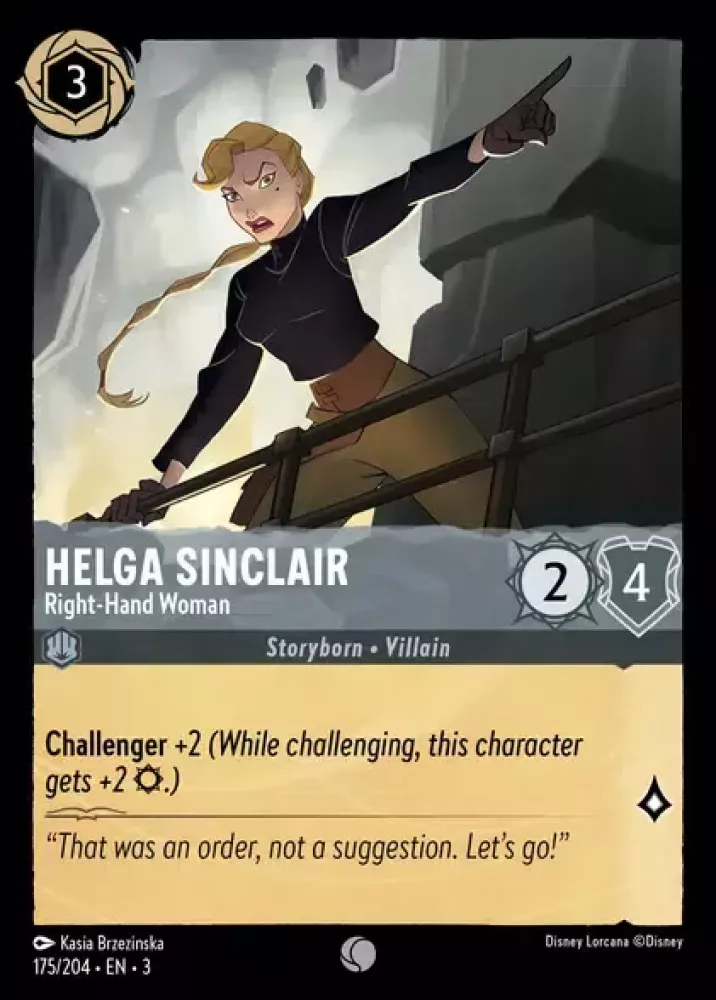 3
HELGA SINCLAIR
Right-Hand Woman
2
4
Storyborn • Villain
Challenger +2 (While challenging, this character
gets +2 .)
“That was an order, not a suggestion. Let’s go!”
Kasia Brzezinska
Disney Lorcana ©Disney
175/204 • EN • 3